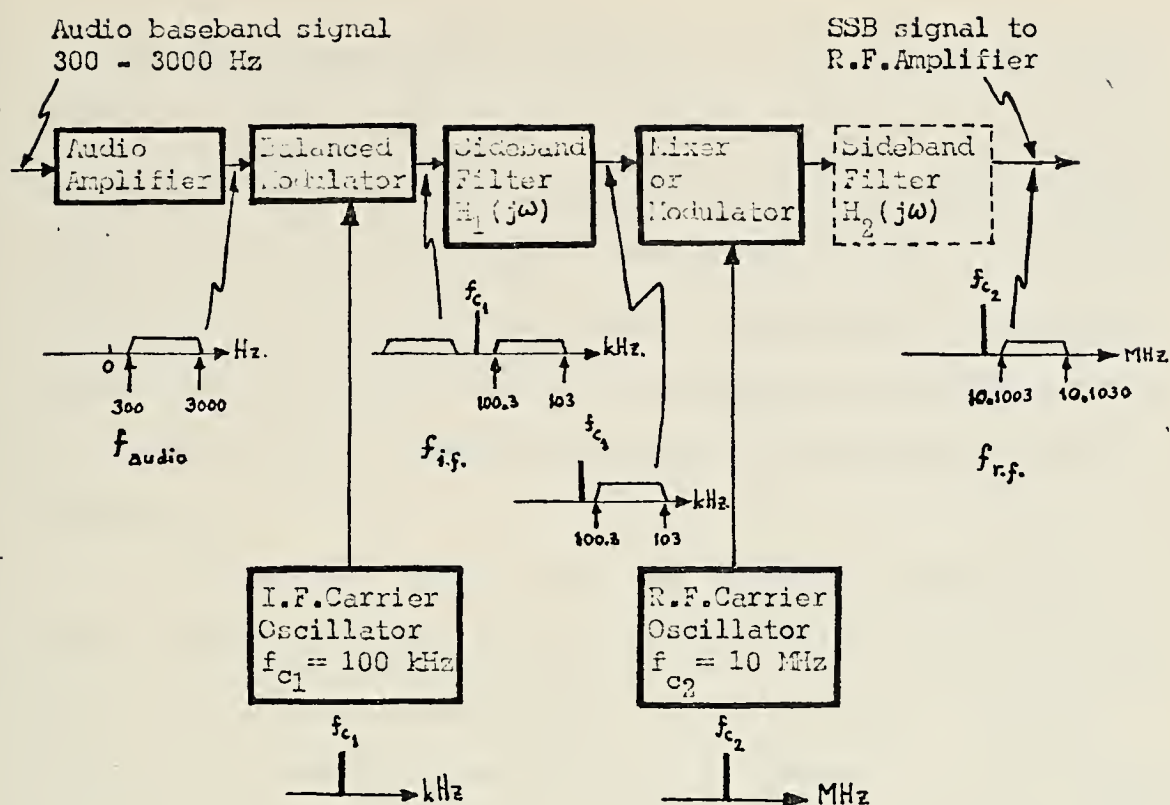 Audio baseband signal
300 - 3000 Hz
SSB signal to
R.F.Amplifier
Audio
Amplifier
Balanced
Modulator
Sideband
Filter
H1(jω)
Mixer
or
Modulator
Sideband
Filter
H2(jω)
Hz.
0
300
3000
f audio
fc1
kHz.
100.3
103
f i.f.
fc1
kHz.
100.3
103
fc2
MHz
10.1003
10.1030
f r.f.
I.F.Carrier
Oscillator
fc1 = 100 kHz
R.F.Carrier
Oscillator
fc2 = 10 MHz
fc1
kHz
fc2
MHz